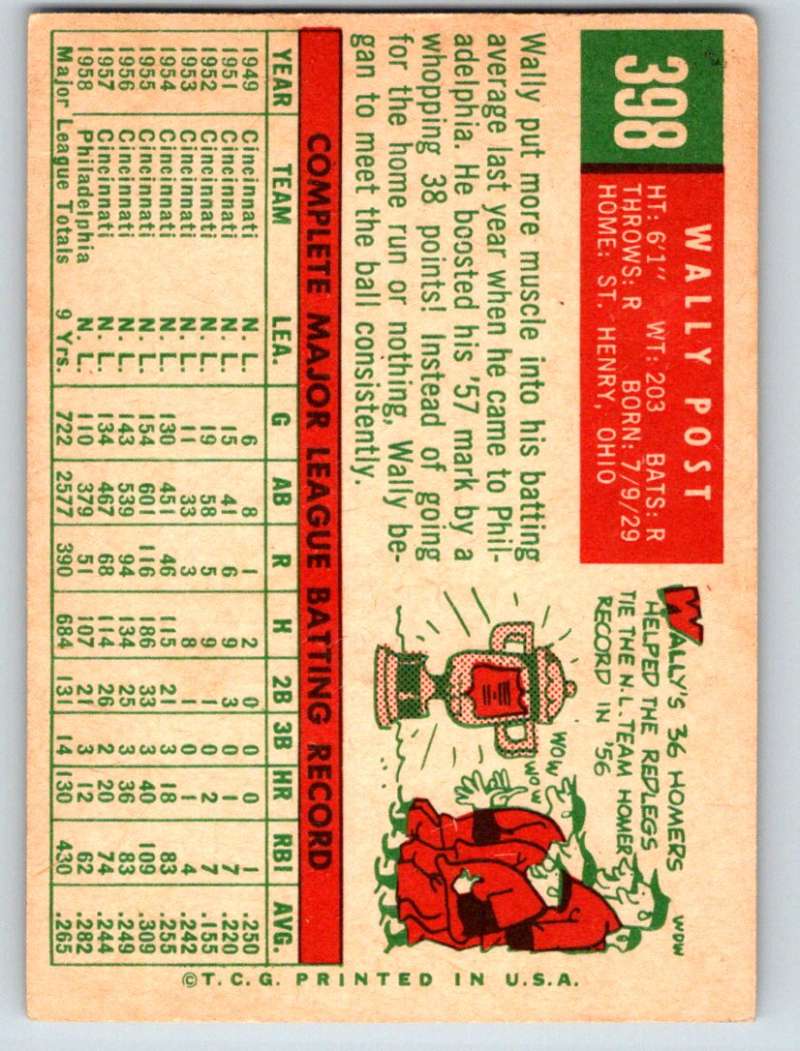 398
WALLY POST
HT: 6'1" WT: 203 BATS: R
THROWS: R BORN: 7/9/29
HOME: ST. HENRY, OHIO
WALLY'S 36 HOMERS
HELPED THE REDLEGS
TIE THE N.L. TEAM HOMER
RECORD IN '56
WOW
WOW
WOW
Wally put more muscle into his batting
average last year when he came to Phil-
adelphia. He boosted his '57 mark by a
whopping 38 points! Instead of going
for the home run or nothing, Wally be-
gan to meet the ball consistently.
COMPLETE MAJOR LEAGUE BATTING RECORD
YEAR TEAM LEA. G AB R H 2B 3B HR RBI AVG.
1949 Cincinnati N. L. 6 8 1 2 0 0 0 1 .250
1951 Cincinnati N. L. 15 41 6 9 3 0 1 7 .220
1952 Cincinnati N. L. 19 58 5 9 1 0 2 7 .155
1953 Cincinnati N. L. 11 33 3 8 1 0 1 4 .242
1954 Cincinnati N. L. 130 451 46 115 21 3 18 83 .255
1955 Cincinnati N. L. 154 601 116 186 33 3 40 109 .309
1956 Cincinnati N. L. 143 539 94 134 25 3 36 83 .249
1957 Cincinnati N. L. 134 467 68 114 26 2 20 74 .244
1958 Philadelphia N. L. 110 379 51 107 21 3 12 62 .282
Major League Totals 9 Yrs. 722 2577 390 684 131 14 130 430 .265
©T.C.G. PRINTED IN U.S.A.